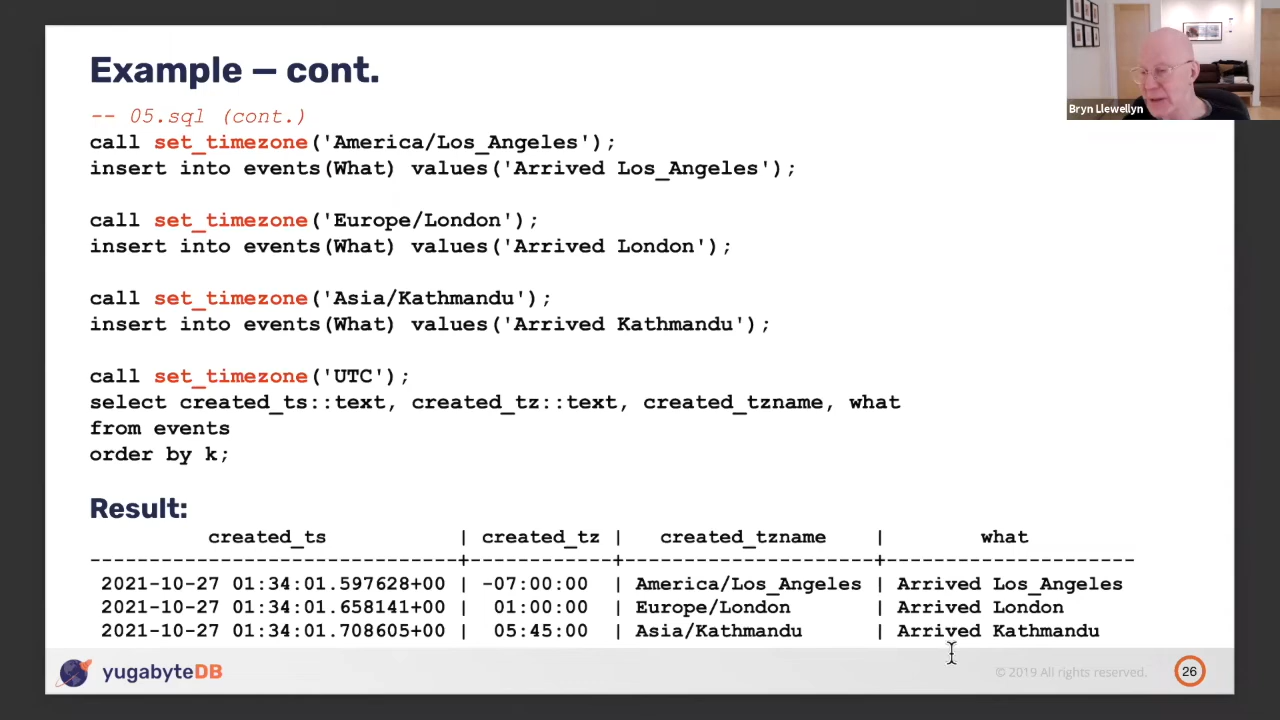 Example – cont.
Bryn Llewellyn
-- 05.sql (cont.)
call set_timezone('America/Los_Angeles');
insert into events(What) values('Arrived Los_Angeles');
call set_timezone('Europe/London');
insert into events(What) values('Arrived London');
call set_timezone('Asia/Kathmandu');
insert into events(What) values('Arrived Kathmandu');
call set_timezone('UTC');
select created_ts::text, created_tz::text, created_tzname, what
from events
order by k;
Result:
created_ts | created_tz | created_tzname | what
-------------------------------+------------+----------------------+----------------------
2021-10-27 01:34:01.597628+00 | -07:00:00 | America/Los_Angeles | Arrived Los_Angeles
2021-10-27 01:34:01.658141+00 | 01:00:00 | Europe/London | Arrived London
2021-10-27 01:34:01.708605+00 | 05:45:00 | Asia/Kathmandu | Arrived Kathmandu
yugabyteDB
© 2019 All rights reserved.
26